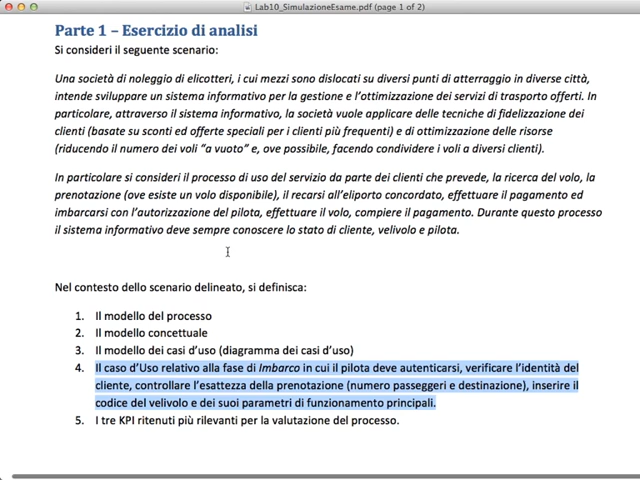 Lab10_SimulazioneEsame.pdf (page 1 of 2)
Parte 1 – Esercizio di analisi
Si consideri il seguente scenario:
Una società di noleggio di elicotteri, i cui mezzi sono dislocati su diversi punti di atterraggio in diverse città,
intende sviluppare un sistema informativo per la gestione e l’ottimizzazione dei servizi di trasporto offerti. In
particolare, attraverso il sistema informativo, la società vuole applicare delle tecniche di fidelizzazione dei
clienti (basate su sconti ed offerte speciali per i clienti più frequenti) e di ottimizzazione delle risorse
(riducendo il numero dei voli “a vuoto” e, ove possibile, facendo condividere i voli a diversi clienti).
In particolare si consideri il processo di uso del servizio da parte dei clienti che prevede, la ricerca del volo, la
prenotazione (ove esiste un volo disponibile), il recarsi all’eliporto concordato, effettuare il pagamento ed
imbarcarsi con l’autorizzazione del pilota, effettuare il volo, compiere il pagamento. Durante questo processo
il sistema informativo deve sempre conoscere lo stato di cliente, velivolo e pilota.
Nel contesto dello scenario delineato, si definisca:
1. Il modello del processo
2. Il modello concettuale
3. Il modello dei casi d’uso (diagramma dei casi d’uso)
4. Il caso d’Uso relativo alla fase di Imbarco in cui il pilota deve autenticarsi, verificare l’identità del
cliente, controllare l’esattezza della prenotazione (numero passeggeri e destinazione), inserire il
codice del velivolo e dei suoi parametri di funzionamento principali.
5. I tre KPI ritenuti più rilevanti per la valutazione del processo.